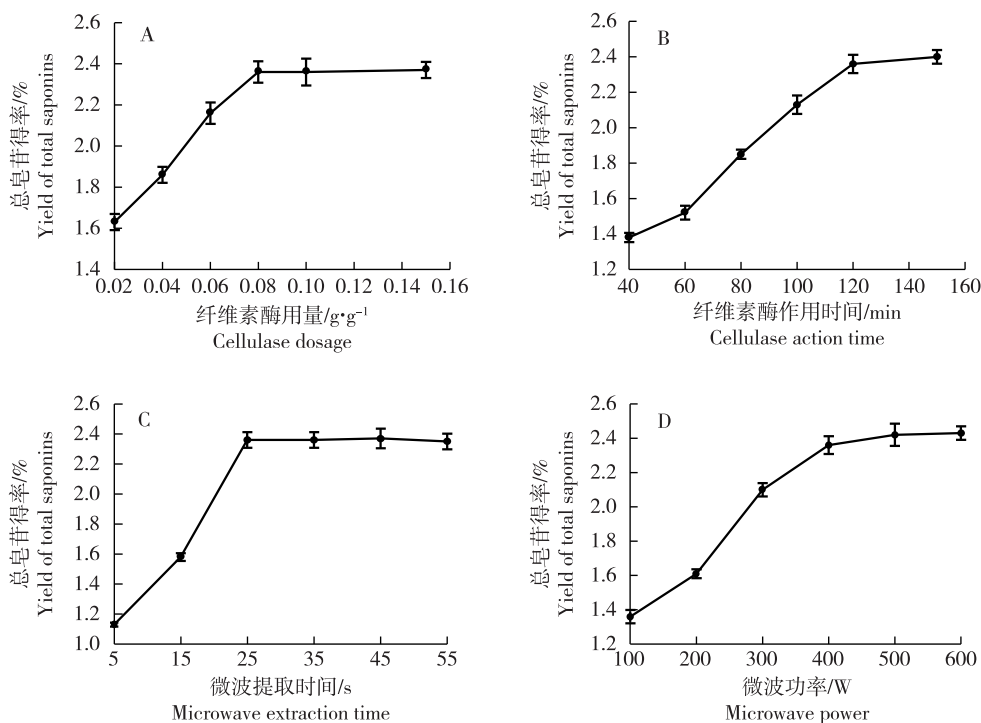 A
2.6
2.4
2.2
2.0
1.8
1.6
1.4
总皂苷得率/%
Yield of total saponins
0.02 0.04 0.06 0.08 0.10 0.12 0.14 0.16
纤维素酶用量/g•g⁻¹
Cellulase dosage
B
2.6
2.4
2.2
2.0
1.8
1.6
1.4
1.2
总皂苷得率/%
Yield of total saponins
40 60 80 100 120 140 160
纤维素酶作用时间/min
Cellulase action time
C
2.6
2.4
2.2
2.0
1.8
1.6
1.4
1.2
1.0
总皂苷得率/%
Yield of total saponins
5 15 25 35 45 55
微波提取时间/s
Microwave extraction time
D
2.6
2.4
2.2
2.0
1.8
1.6
1.4
1.2
总皂苷得率/%
Yield of total saponins
100 200 300 400 500 600
微波功率/W
Microwave power